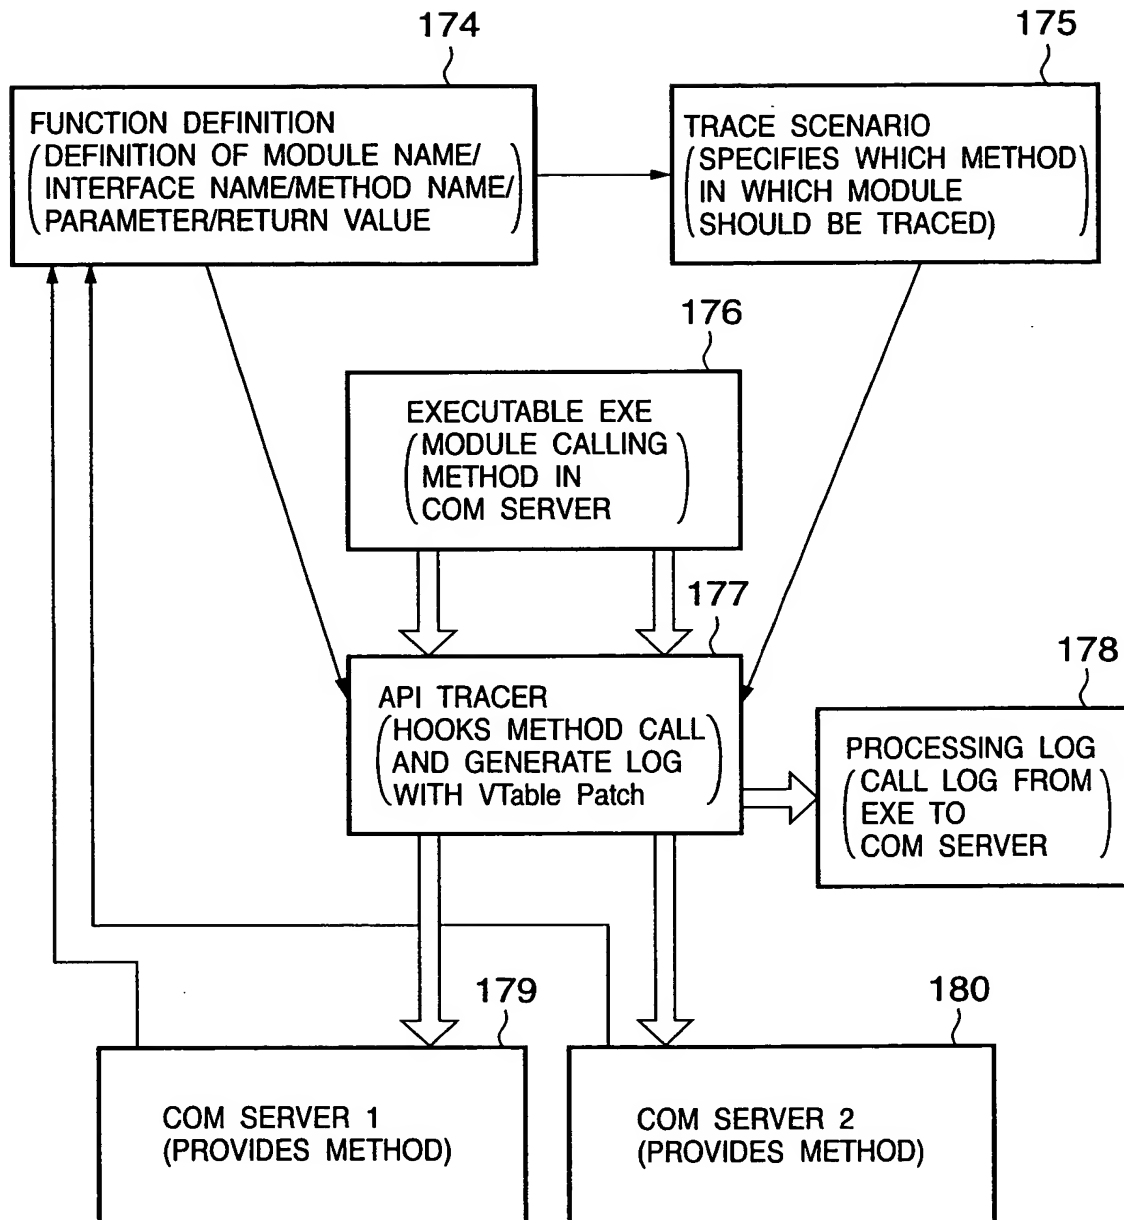 174
FUNCTION DEFINITION
(DEFINITION OF MODULE NAME/
INTERFACE NAME/METHOD NAME/
PARAMETER/RETURN VALUE)
175
TRACE SCENARIO
(SPECIFIES WHICH METHOD
IN WHICH MODULE
SHOULD BE TRACED)
176
EXECUTABLE EXE
(MODULE CALLING
METHOD IN
COM SERVER)
177
API TRACER
(HOOKS METHOD CALL
AND GENERATE LOG
WITH VTable Patch)
178
PROCESSING LOG
(CALL LOG FROM
EXE TO
COM SERVER)
179
COM SERVER 1
(PROVIDES METHOD)
180
COM SERVER 2
(PROVIDES METHOD)